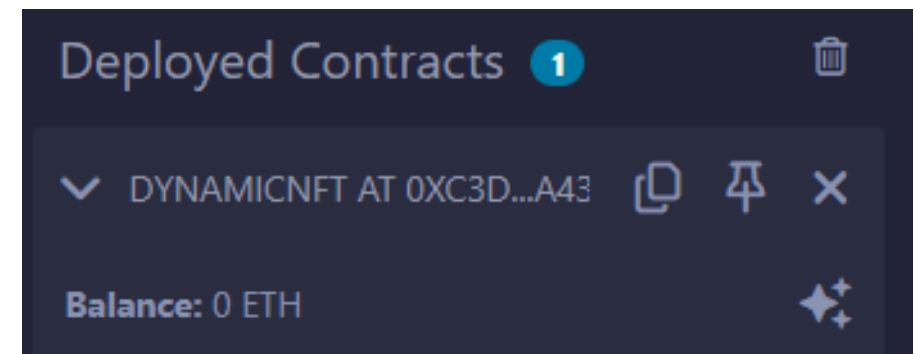 Deployed Contracts 1
DYNAMICNFT AT 0XC3D...A43
Balance: 0 ETH